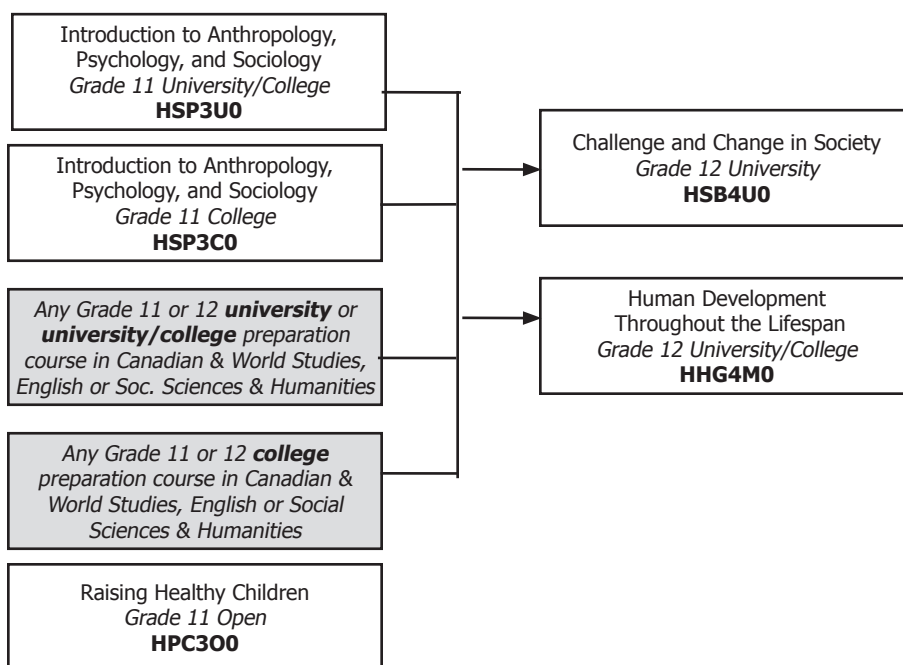 Introduction to Anthropology,
Psychology, and Sociology
Grade 11 University/College
HSP3U0
Introduction to Anthropology,
Psychology, and Sociology
Grade 11 College
HSP3C0
Any Grade 11 or 12 university or
university/college preparation
course in Canadian & World Studies,
English or Soc. Sciences & Humanities
Any Grade 11 or 12 college
preparation course in Canadian &
World Studies, English or Social
Sciences & Humanities
Raising Healthy Children
Grade 11 Open
HPC3O0
Challenge and Change in Society
Grade 12 University
HSB4U0
Human Development
Throughout the Lifespan
Grade 12 University/College
HHG4M0